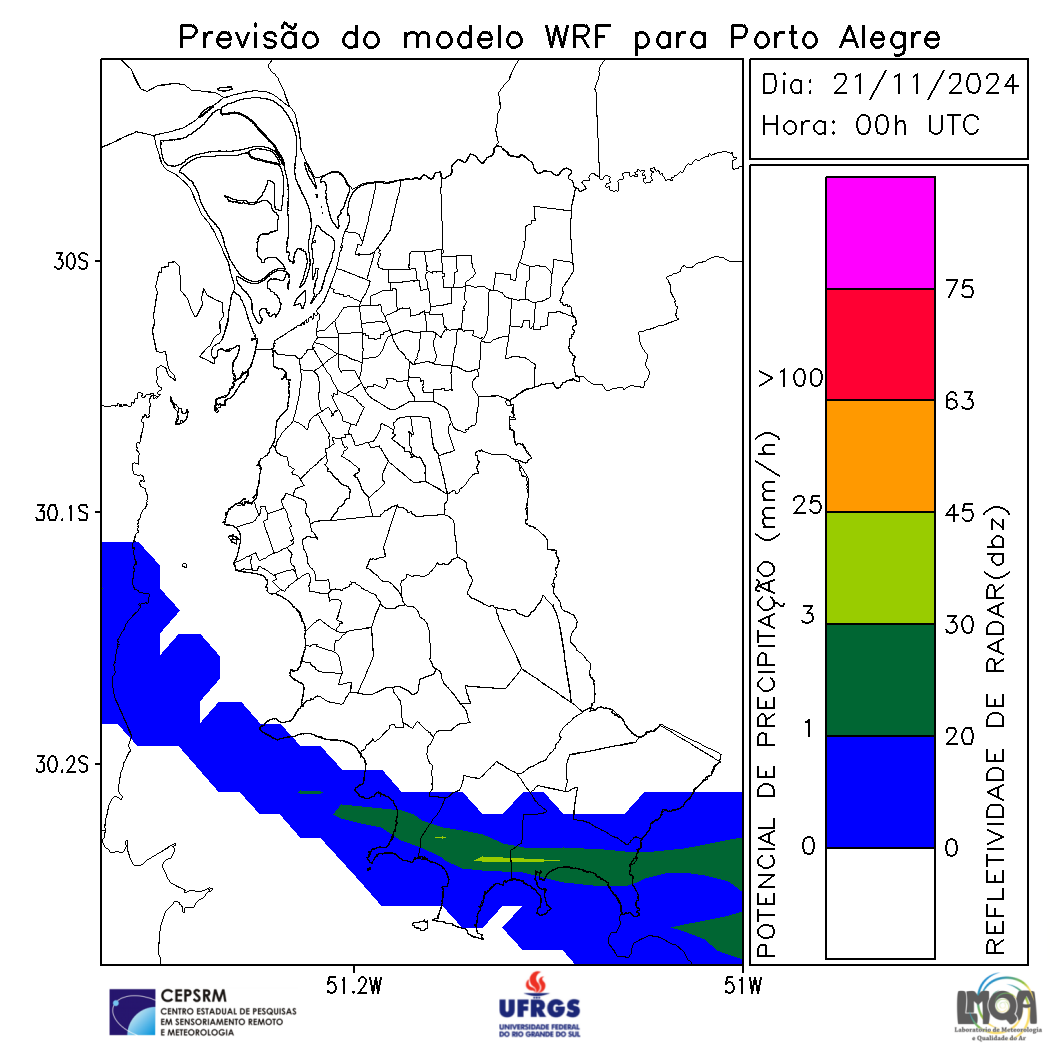 Previsão do modelo WRF para Porto Alegre
Dia: 21/11/2024
Hora: 00h UTC
30S
30.1S
30.2S
51.2W
51W
POTENCIAL DE PRECIPITAÇÃO (mm/h)
>100
25
3
1
0
75
63
45
30
20
0
REFLETIVIDADE DE RADAR(dbz)
CEPSRM
CENTRO ESTADUAL DE PESQUISAS
EM SENSORIAMENTO REMOTO
E METEOROLOGIA
UFRGS
UNIVERSIDADE FEDERAL
DO RIO GRANDE DO SUL
LMQA
Laboratório de Meteorologia
e Qualidade do Ar